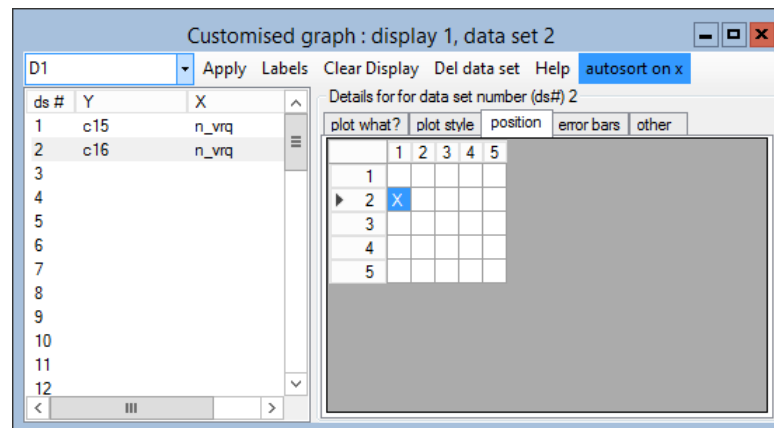 Customised graph : display 1, data set 2
D1 Apply Labels Clear Display Del data set Help autosort on x
ds # Y X
1 c15 n_vrq
2 c16 n_vrq
3
4
5
6
7
8
9
10
11
12
Details for for data set number (ds#) 2
plot what? plot style position error bars other
1 2 3 4 5
1
2 X
3
4
5